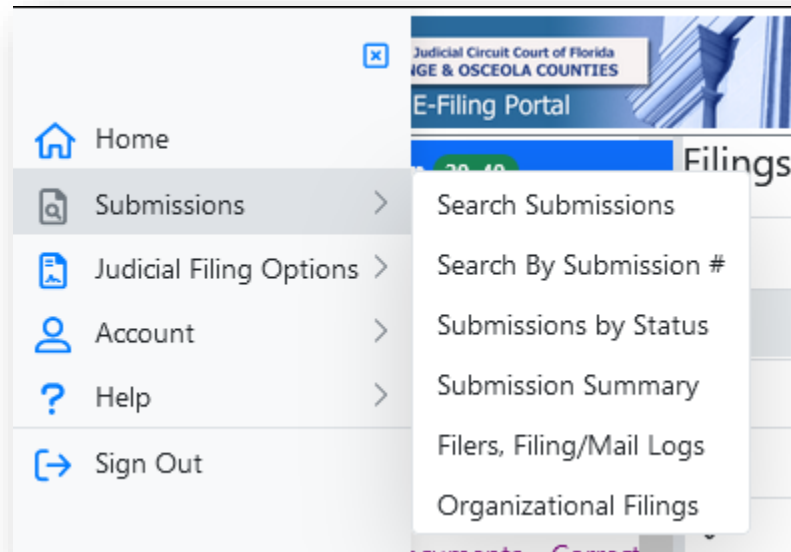 Judicial Circuit Court of Florida
NGE & OSCEOLA COUNTIES
E-Filing Portal
Home
Filings
Submissions
Search Submissions
Judicial Filing Options
Search By Submission #
Account
Submissions by Status
Help
Submission Summary
Sign Out
Filers, Filing/Mail Logs
Organizational Filings